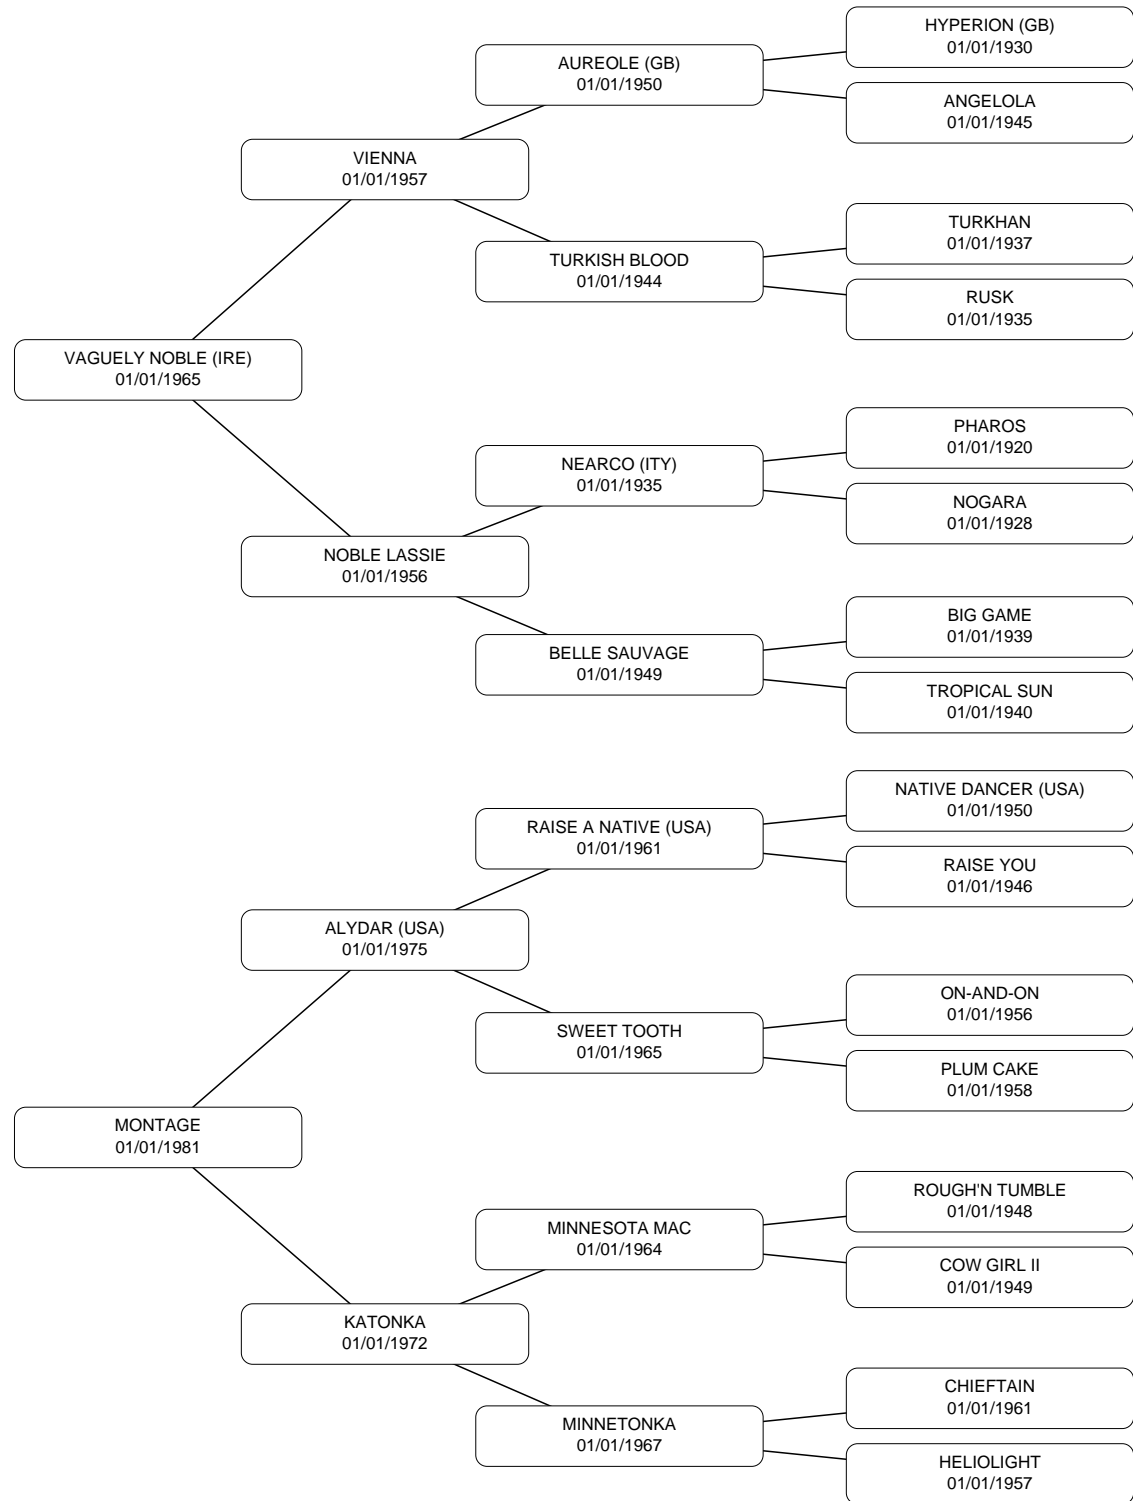 HYPERION (GB)
01/01/1930
AUREOLE (GB)
01/01/1950
ANGELOLA
01/01/1945
VIENNA
01/01/1957
TURKHAN
01/01/1937
TURKISH BLOOD
01/01/1944
RUSK
01/01/1935
VAGUELY NOBLE (IRE)
01/01/1965
PHAROS
01/01/1920
NEARCO (ITY)
01/01/1935
NOGARA
01/01/1928
NOBLE LASSIE
01/01/1956
BIG GAME
01/01/1939
BELLE SAUVAGE
01/01/1949
TROPICAL SUN
01/01/1940
NATIVE DANCER (USA)
01/01/1950
RAISE A NATIVE (USA)
01/01/1961
RAISE YOU
01/01/1946
ALYDAR (USA)
01/01/1975
ON-AND-ON
01/01/1956
SWEET TOOTH
01/01/1965
PLUM CAKE
01/01/1958
MONTAGE
01/01/1981
ROUGH'N TUMBLE
01/01/1948
MINNESOTA MAC
01/01/1964
COW GIRL II
01/01/1949
KATONKA
01/01/1972
CHIEFTAIN
01/01/1961
MINNETONKA
01/01/1967
HELIOLIGHT
01/01/1957